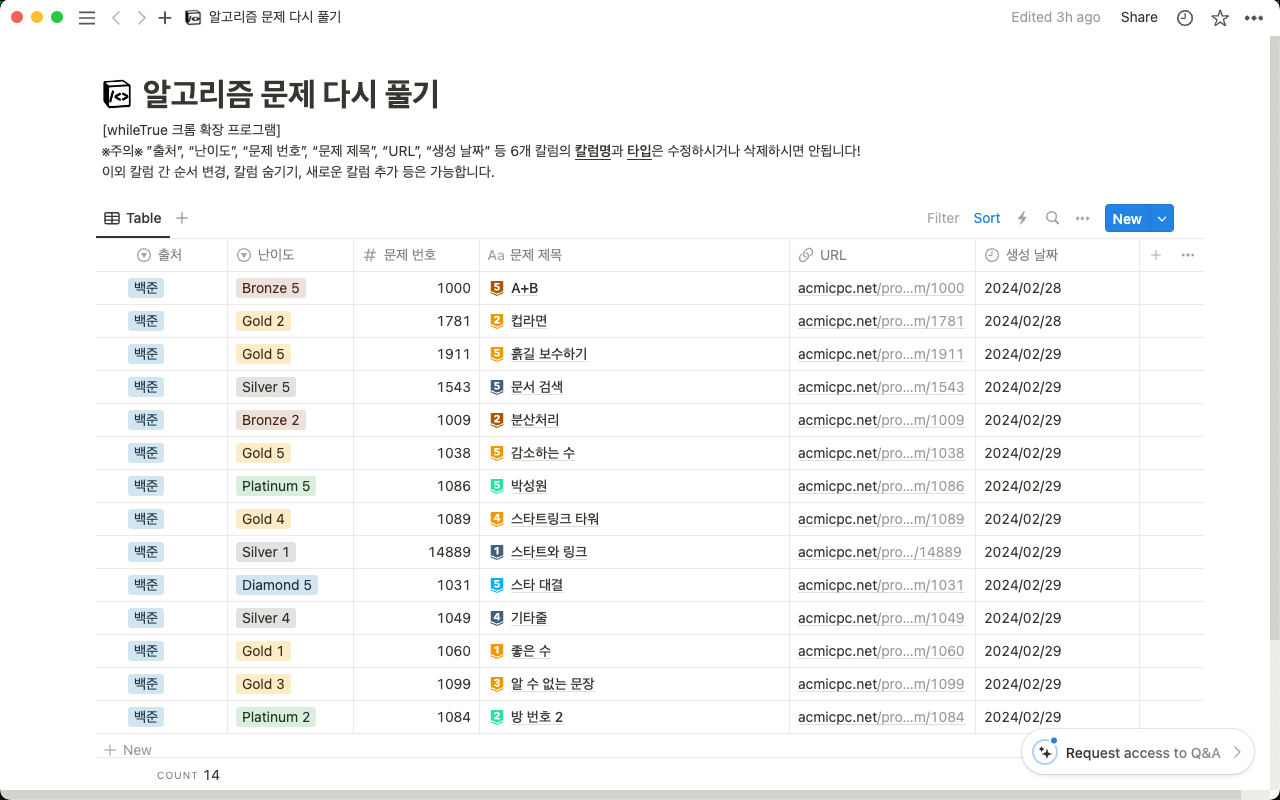 알고리즘 문제 다시 풀기 Edited 3h ago Share
알고리즘 문제 다시 풀기
[whileTrue 크롬 확장 프로그램]
※주의※ ”출처”, “난이도”, “문제 번호”, “문제 제목”, “URL”, “생성 날짜” 등 6개 칼럼의 칼럼명과 타입은 수정하시거나 삭제하시면 안됩니다!
이외 칼럼 간 순서 변경, 칼럼 숨기기, 새로운 칼럼 추가 등은 가능합니다.
Table Filter Sort New
출처 난이도 # 문제 번호 Aa 문제 제목 URL 생성 날짜
백준 Bronze 5 1000 5 A+B acmicpc.net/pro...m/1000 2024/02/28
백준 Gold 2 1781 2 컵라면 acmicpc.net/pro...m/1781 2024/02/28
백준 Gold 5 1911 5 흙길 보수하기 acmicpc.net/pro...m/1911 2024/02/29
백준 Silver 5 1543 5 문서 검색 acmicpc.net/pro...m/1543 2024/02/29
백준 Bronze 2 1009 2 분산처리 acmicpc.net/pro...m/1009 2024/02/29
백준 Gold 5 1038 5 감소하는 수 acmicpc.net/pro...m/1038 2024/02/29
백준 Platinum 5 1086 5 박성원 acmicpc.net/pro...m/1086 2024/02/29
백준 Gold 4 1089 4 스타트링크 타워 acmicpc.net/pro...m/1089 2024/02/29
백준 Silver 1 14889 1 스타트와 링크 acmicpc.net/pro.../14889 2024/02/29
백준 Diamond 5 1031 5 스타 대결 acmicpc.net/pro...m/1031 2024/02/29
백준 Silver 4 1049 4 기타줄 acmicpc.net/pro...m/1049 2024/02/29
백준 Gold 1 1060 1 좋은 수 acmicpc.net/pro...m/1060 2024/02/29
백준 Gold 3 1099 3 알 수 없는 문장 acmicpc.net/pro...m/1099 2024/02/29
백준 Platinum 2 1084 2 방 번호 2 acmicpc.net/pro...m/1084 2024/02/29
+ New
Request access to Q&A
COUNT 14